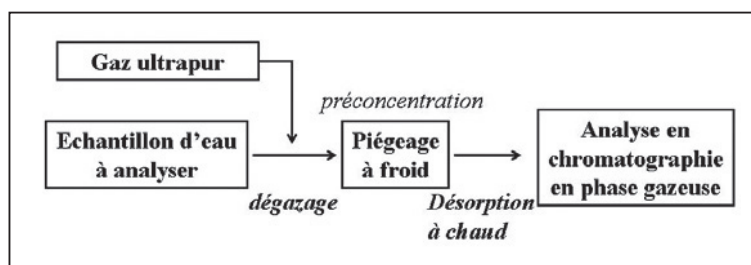 Gaz ultrapur
préconcentration
Echantillon d'eau
à analyser
dégazage
Piégeage
à froid
Désorption
à chaud
Analyse en
chromatographie
en phase gazeuse